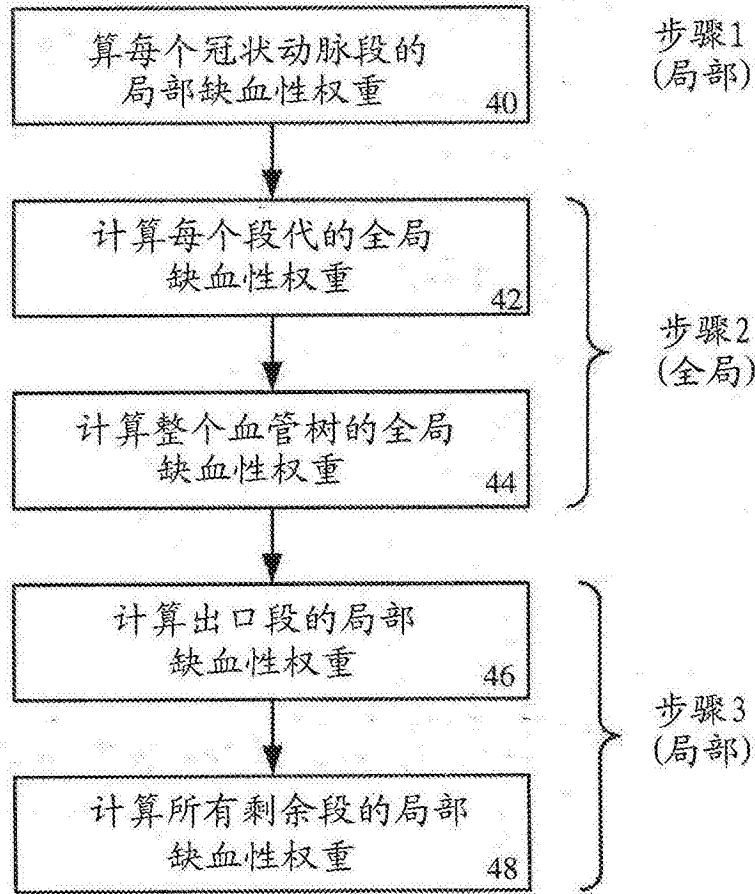 算每个冠状动脉段的
局部缺血性权重
40
步骤1
(局部)
计算每个段代的全局
缺血性权重
42
计算整个血管树的全局
缺血性权重
44
步骤2
(全局)
计算出口段的局部
缺血性权重
46
计算所有剩余段的局部
缺血性权重
48
步骤3
(局部)